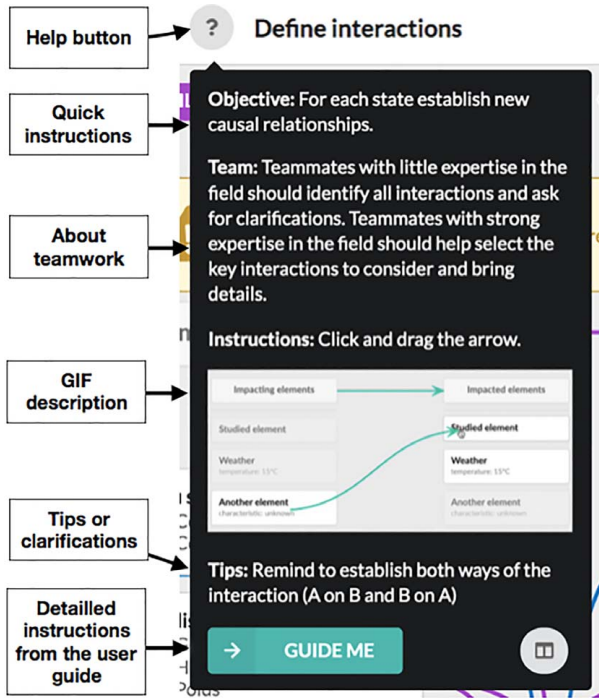 Help button
?
Define interactions
Quick
instructions
Objective: For each state establish new
causal relationships.
About
teamwork
Team: Teammates with little expertise in the
field should identify all interactions and ask
for clarifications. Teammates with strong
expertise in the field should help select the
key interactions to consider and bring
details.
Instructions: Click and drag the arrow.
GIF
description
Impacting elements
Impacted elements
Studied element
Studied element
Weather
temperature: 15°C
Weather
temperature: 15°C
Another element
characteristic: unknown
Another element
characteristic: unknown
Tips or
clarifications
Tips: Remind to establish both ways of the
interaction (A on B and B on A)
Detailled
instructions
from the user
guide
GUIDE ME